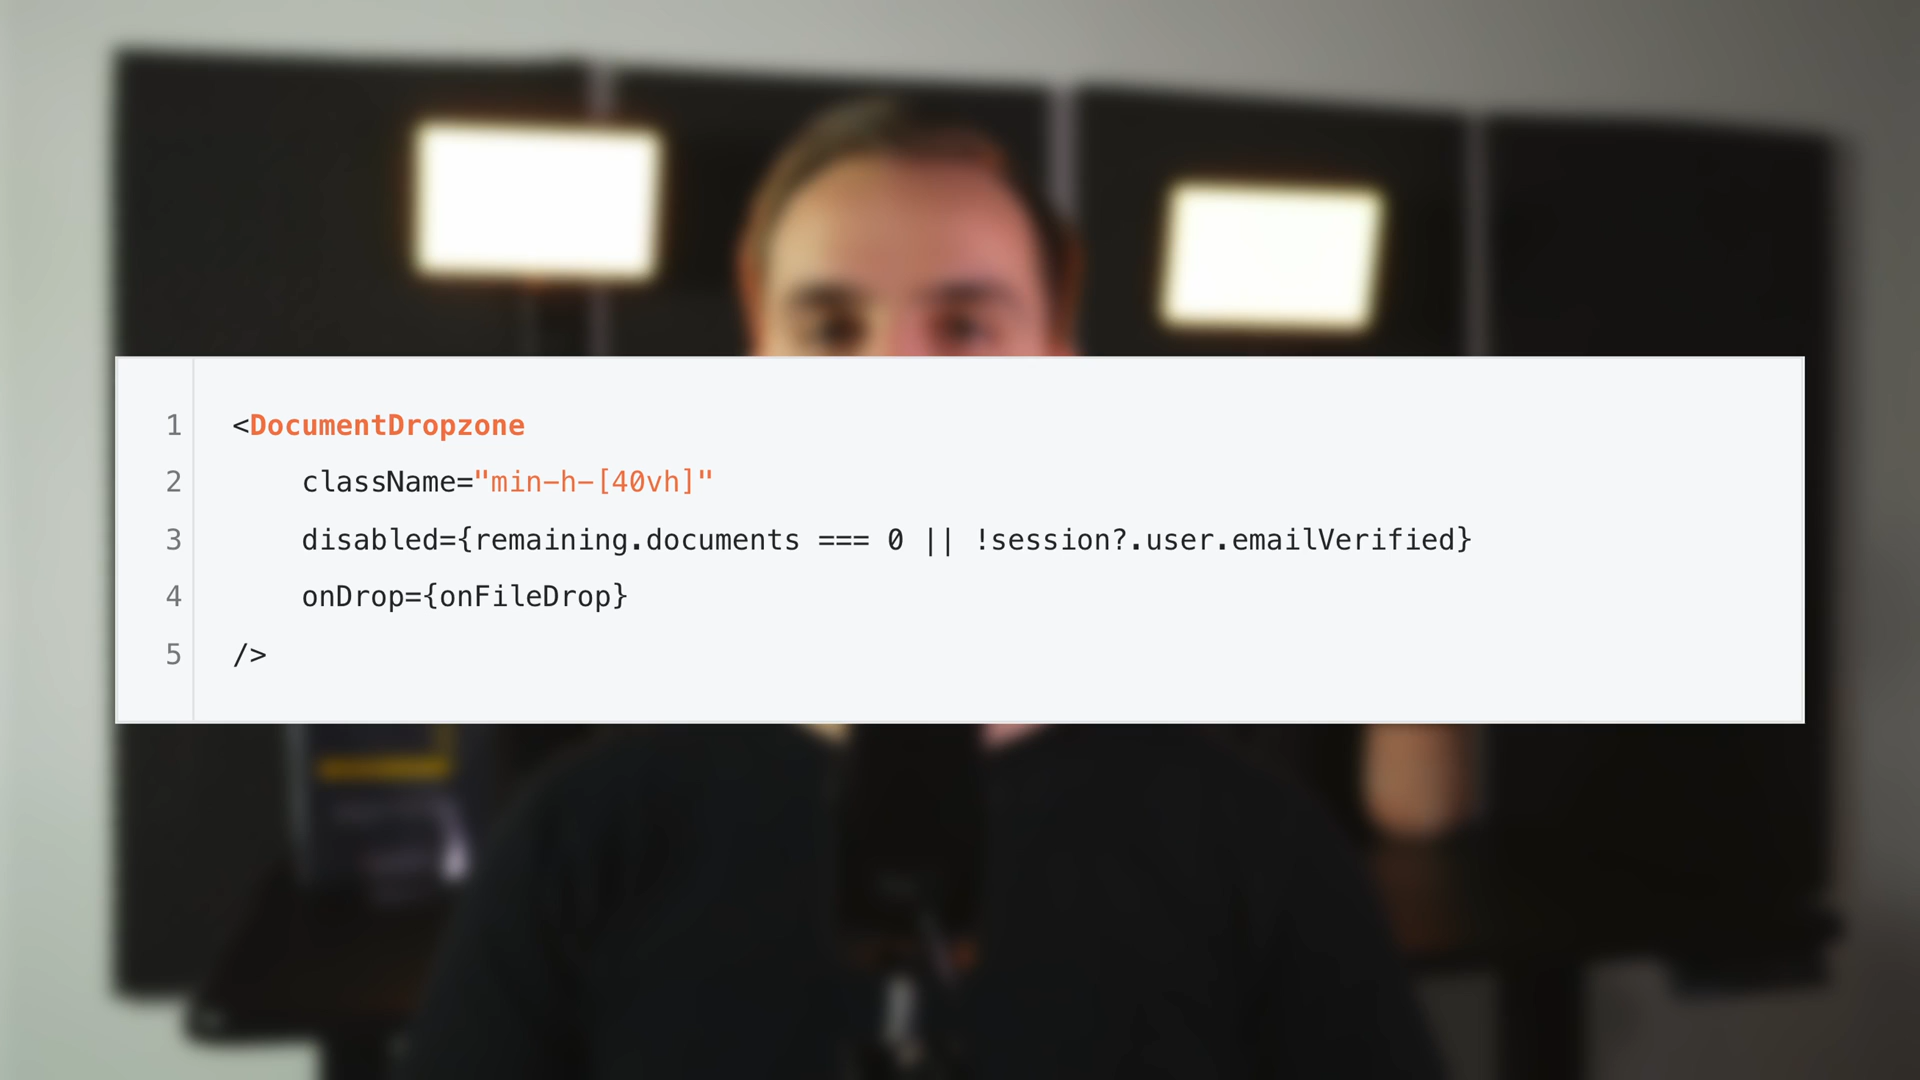 1 <DocumentDropzone
2 className="min-h-[40vh]"
3 disabled={remaining.documents === 0 || !session?.user.emailVerified}
4 onDrop={onFileDrop}
5 />